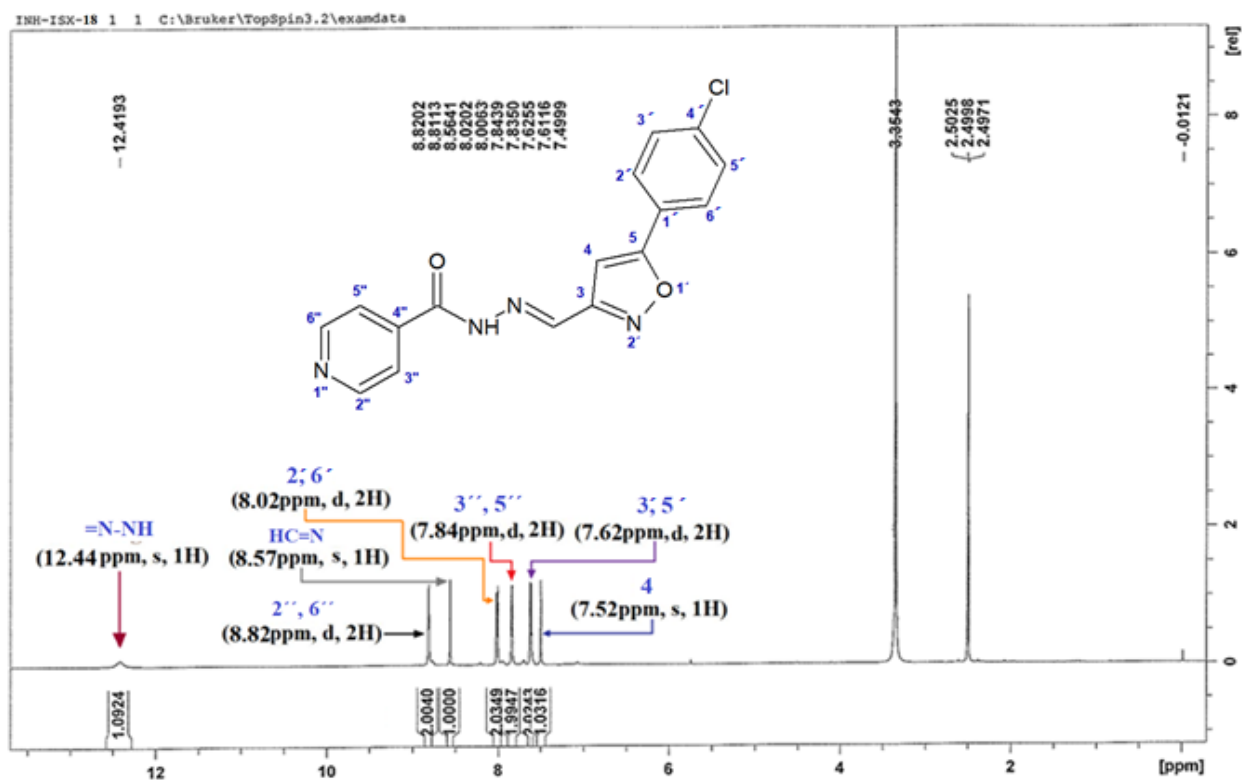 INH-ISX-18 1 1 C:\Bruker\TopSpin3.2\examdata
12.4193
8.8202
8.8113
8.5641
8.0202
8.0063
7.8439
7.8350
7.6255
7.6116
7.4999
3.3543
2.5025
2.4998
2.4971
-0.0121
[rel]
8
6
4
2
0
Cl
3´
4´
5´
2´
6´
1´
5
4
O
1´
3
N
2´
O
N
NH
5"
4"
6"
3"
N
1"
2"
2´, 6´
(8.02ppm, d, 2H)
3´´, 5´´
(7.84ppm,d, 2H)
3´, 5´
(7.62ppm,d, 2H)
=N-NH
(12.44 ppm, s, 1H)
HC=N
(8.57ppm, s, 1H)
4
(7.52ppm, s, 1H)
2´´, 6´´
(8.82ppm, d, 2H)
1.0924
2.0040
1.0000
2.0349
1.9947
2.0243
1.0316
12
10
8
6
4
2
[ppm]